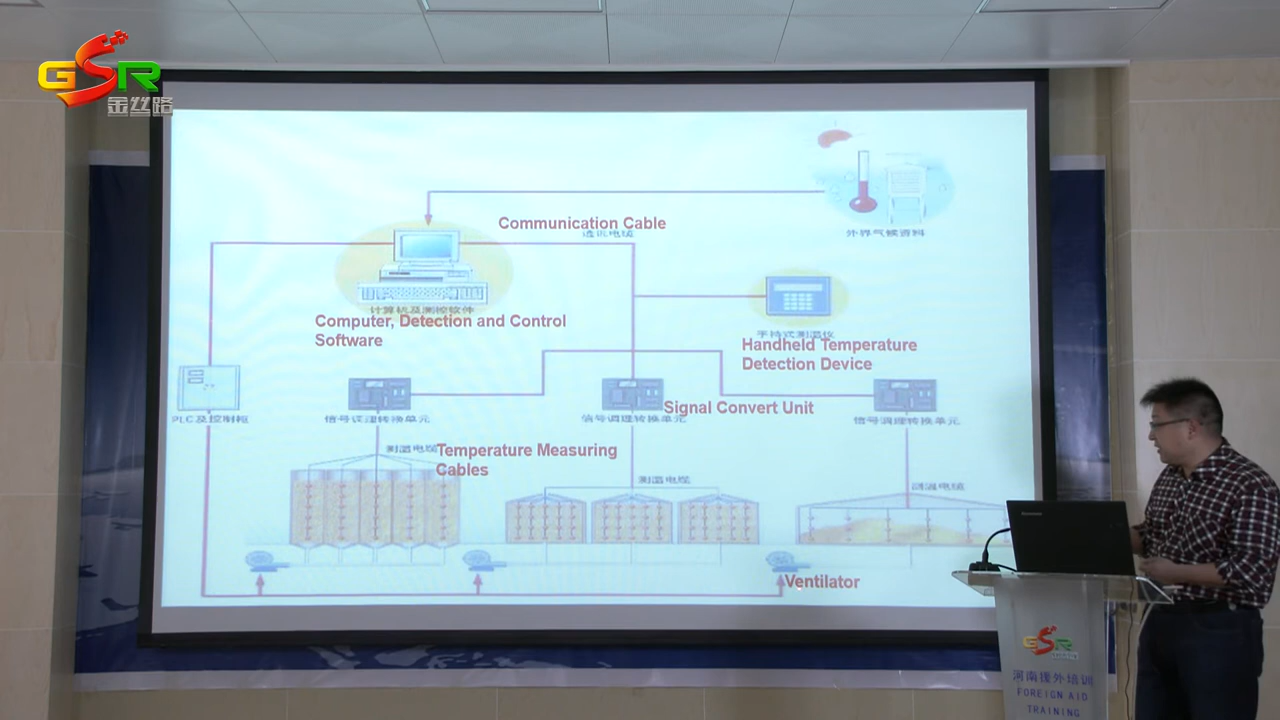 GSR
金丝路
Communication Cable
通讯电缆
外界气候资料
计算机及测控软件
Computer, Detection and Control
Software
手持式测温仪
Handheld Temperature
Detection Device
PLC及控制柜
信号调理转换单元
信号调理转换单元
Signal Convert Unit
信号调理转换单元
测温电缆
Temperature Measuring
Cables
测温电缆
测温电缆
Ventilator
GSR
河南援外培训
FOREIGN AID
TRAINING